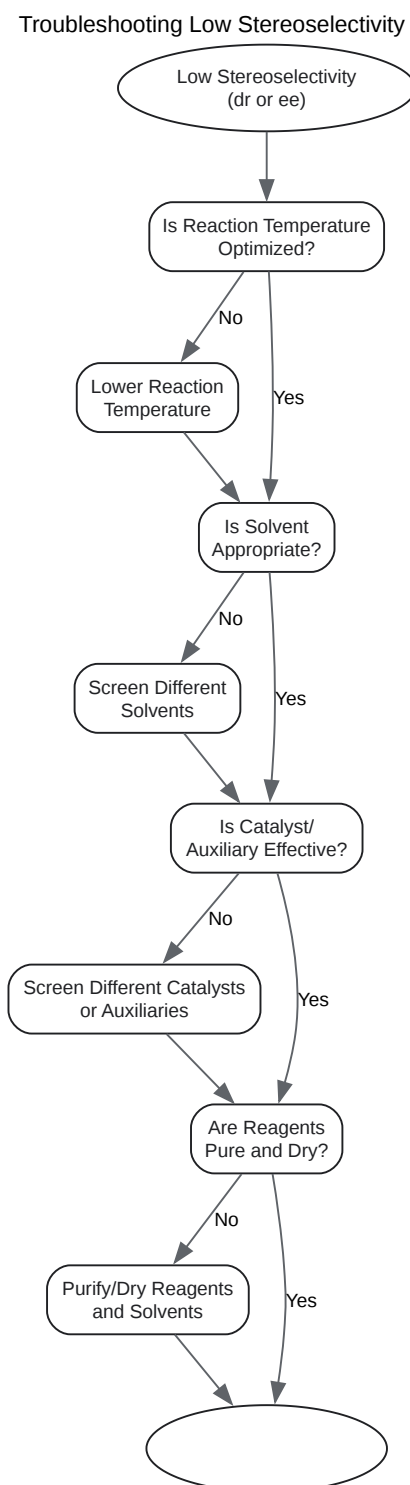 Troubleshooting Low Stereoselectivity
Low Stereoselectivity
(dr or ee)
Is Reaction Temperature
Optimized?
No
Lower Reaction
Temperature
Yes
Is Solvent
Appropriate?
No
Screen Different
Solvents
Yes
Is Catalyst/
Auxiliary Effective?
No
Screen Different Catalysts
or Auxiliaries
Yes
Are Reagents
Pure and Dry?
No
Purify/Dry Reagents
and Solvents
Yes